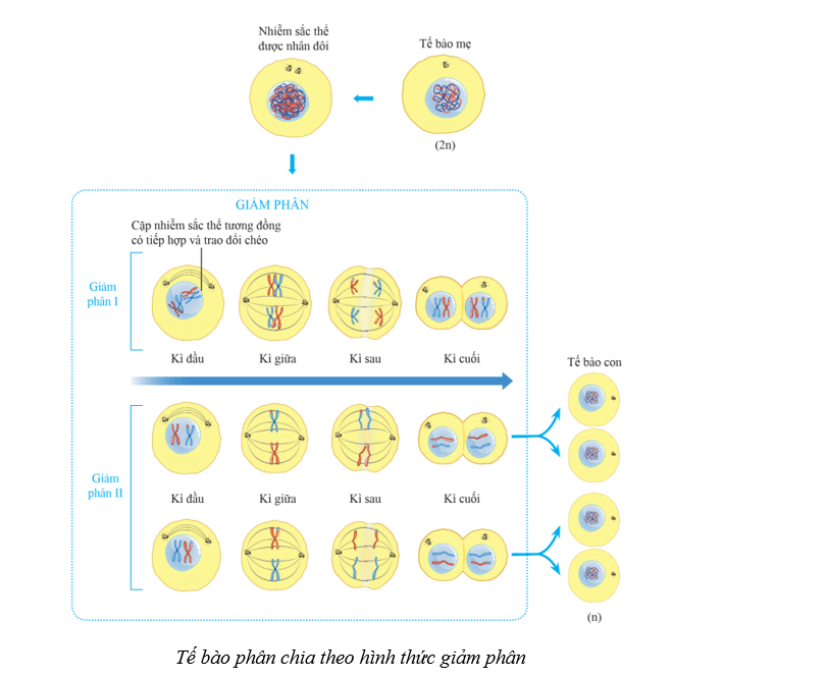 Nhiễm sắc thể
được nhân đôi
Tế bào mẹ
(2n)
GIẢM PHÂN
Cặp nhiễm sắc thể tương đồng
có tiếp hợp và trao đổi chéo
Giảm
phân I
Kì đầu
Kì giữa
Kì sau
Kì cuối
Tế bào con
Giảm
phân II
Kì đầu
Kì giữa
Kì sau
Kì cuối
(n)
Tế bào phân chia theo hình thức giảm phân